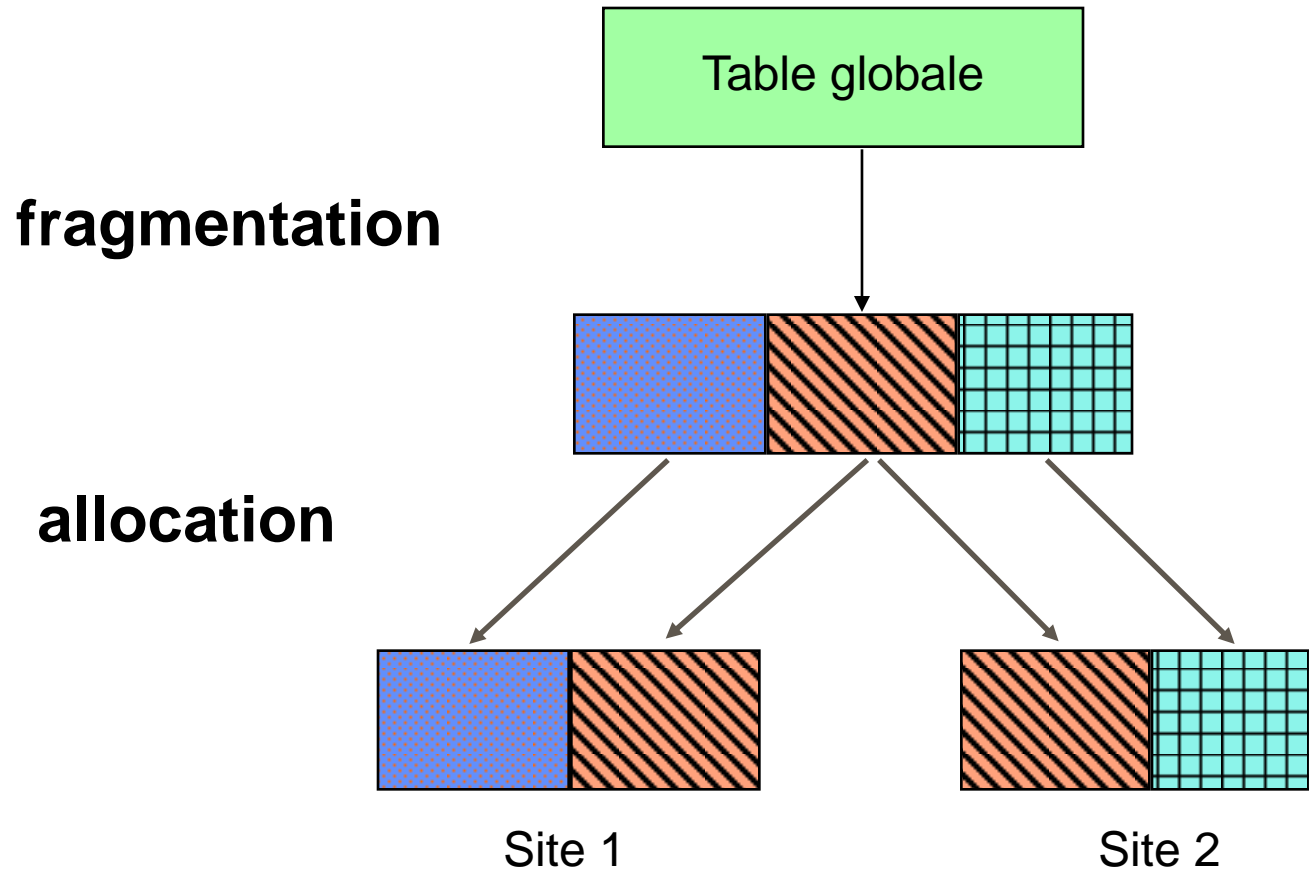 Table globale
fragmentation
allocation
Site 1
Site 2